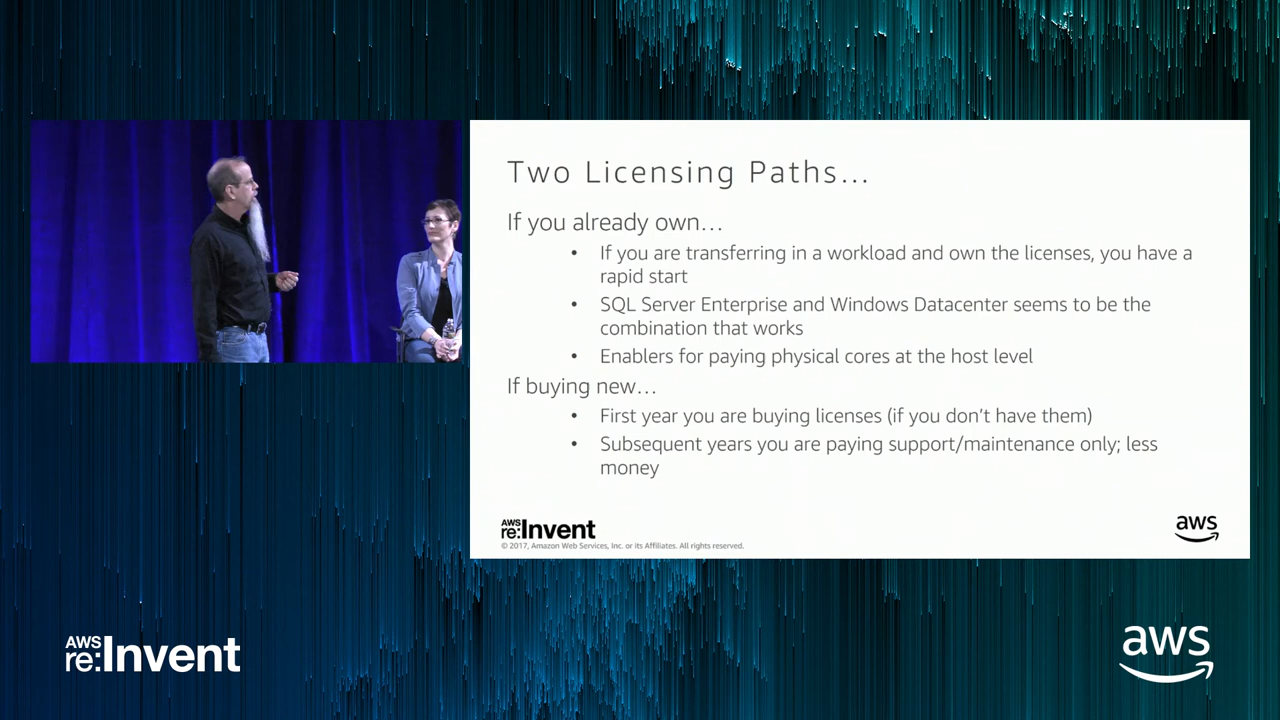 Two Licensing Paths...
If you already own...
• If you are transferring in a workload and own the licenses, you have a
rapid start
• SQL Server Enterprise and Windows Datacenter seems to be the
combination that works
• Enablers for paying physical cores at the host level
If buying new...
• First year you are buying licenses (if you don't have them)
• Subsequent years you are paying support/maintenance only; less
money
AWS
re:Invent
© 2017, Amazon Web Services, Inc. or its Affiliates. All rights reserved.
aws
AWS
re:Invent
aws